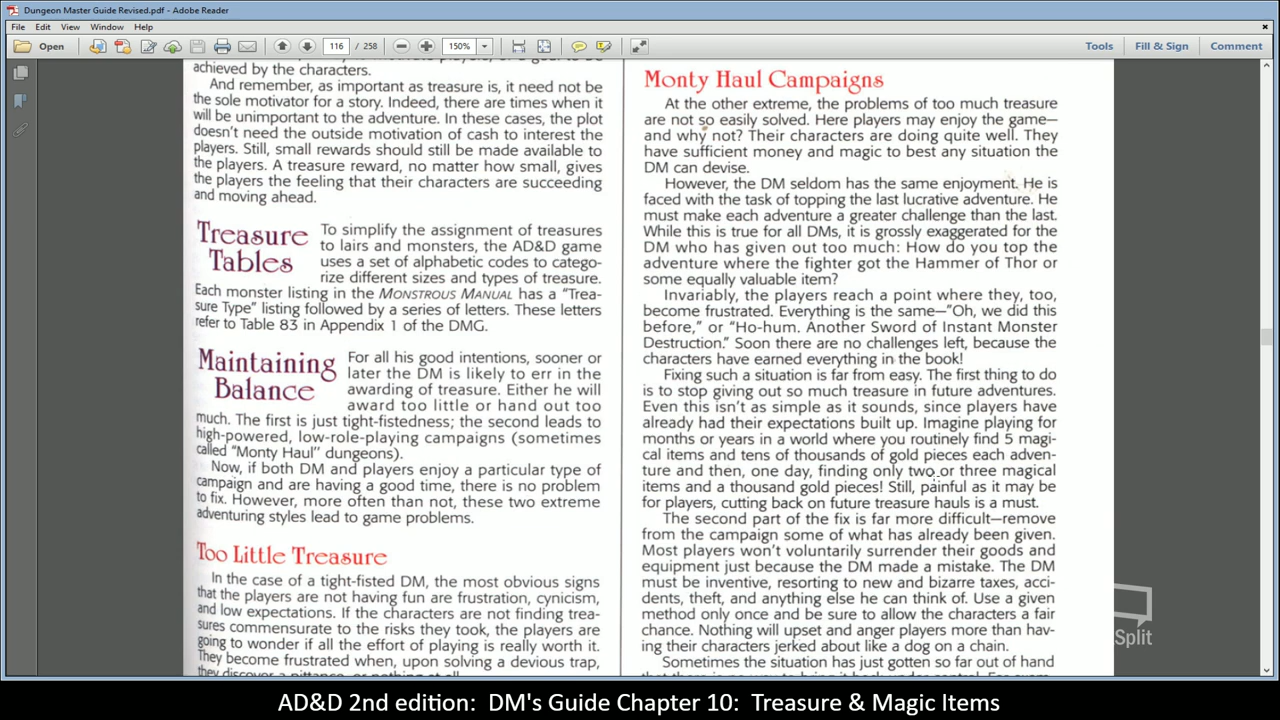 Dungeon Master Guide Revised.pdf - Adobe Reader
File Edit View Window Help
Open 116 / 258 150% Tools Fill & Sign Comment
achieved by the characters.
And remember, as important as treasure is, it need not be
the sole motivator for a story. Indeed, there are times when it
will be unimportant to the adventure. In these cases, the plot
doesn't need the outside motivation of cash to interest the
players. Still, small rewards should still be made available to
the players. A treasure reward, no matter how small, gives
the players the feeling that their characters are succeeding
and moving ahead.
Treasure
Tables
To simplify the assignment of treasures
to lairs and monsters, the AD&D game
uses a set of alphabetic codes to catego-
rize different sizes and types of treasure.
Each monster listing in the MONSTROUS MANUAL has a "Trea-
sure Type" listing followed by a series of letters. These letters
refer to Table 83 in Appendix 1 of the DMG.
Maintaining
Balance
For all his good intentions, sooner or
later the DM is likely to err in the
awarding of treasure. Either he will
award too little or hand out too
much. The first is just tight-fistedness; the second leads to
high-powered, low-role-playing campaigns (sometimes
called "Monty Haul" dungeons).
Now, if both DM and players enjoy a particular type of
campaign and are having a good time, there is no problem
to fix. However, more often than not, these two extreme
adventuring styles lead to game problems.
Too Little Treasure
In the case of a tight-fisted DM, the most obvious signs
that the players are not having fun are frustration, cynicism,
and low expectations. If the characters are not finding trea-
sures commensurate to the risks they took, the players are
going to wonder if all the effort of playing is really worth it.
They become frustrated when, upon solving a devious trap,
they discover a pittance, or nothing at all.
Monty Haul Campaigns
At the other extreme, the problems of too much treasure
are not so easily solved. Here players may enjoy the game—
and why not? Their characters are doing quite well. They
have sufficient money and magic to best any situation the
DM can devise.
However, the DM seldom has the same enjoyment. He is
faced with the task of topping the last lucrative adventure. He
must make each adventure a greater challenge than the last.
While this is true for all DMs, it is grossly exaggerated for the
DM who has given out too much: How do you top the
adventure where the fighter got the Hammer of Thor or
some equally valuable item?
Invariably, the players reach a point where they, too,
become frustrated. Everything is the same—"Oh, we did this
before," or "Ho-hum. Another Sword of Instant Monster
Destruction." Soon there are no challenges left, because the
characters have earned everything in the book!
Fixing such a situation is far from easy. The first thing to do
is to stop giving out so much treasure in future adventures.
Even this isn't as simple as it sounds, since players have
already had their expectations built up. Imagine playing for
months or years in a world where you routinely find 5 magi-
cal items and tens of thousands of gold pieces each adven-
ture and then, one day, finding only two or three magical
items and a thousand gold pieces! Still, painful as it may be
for players, cutting back on future treasure hauls is a must.
The second part of the fix is far more difficult—remove
from the campaign some of what has already been given.
Most players won't voluntarily surrender their goods and
equipment just because the DM made a mistake. The DM
must be inventive, resorting to new and bizarre taxes, acci-
dents, theft, and anything else he can think of. Use a given
method only once and be sure to allow the characters a fair
chance. Nothing will upset and anger players more than hav-
ing their characters jerked about like a dog on a chain.
Sometimes the situation has just gotten so far out of hand
Split
AD&D 2nd edition: DM's Guide Chapter 10: Treasure & Magic Items